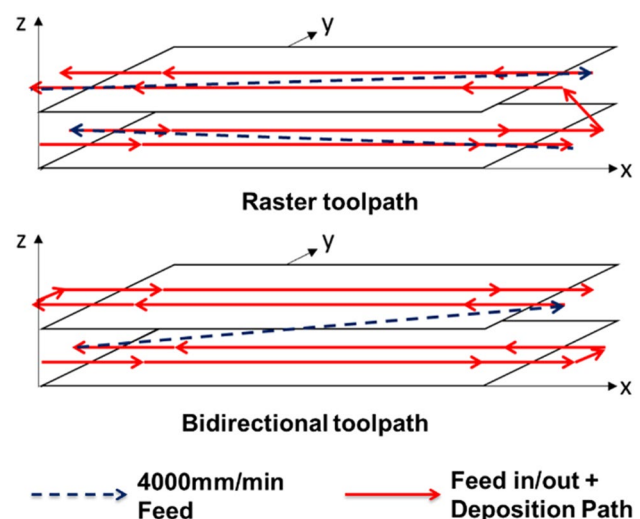 z
y
x
Raster toolpath
z
y
x
Bidirectional toolpath
4000mm/min
Feed
Feed in/out +
Deposition Path